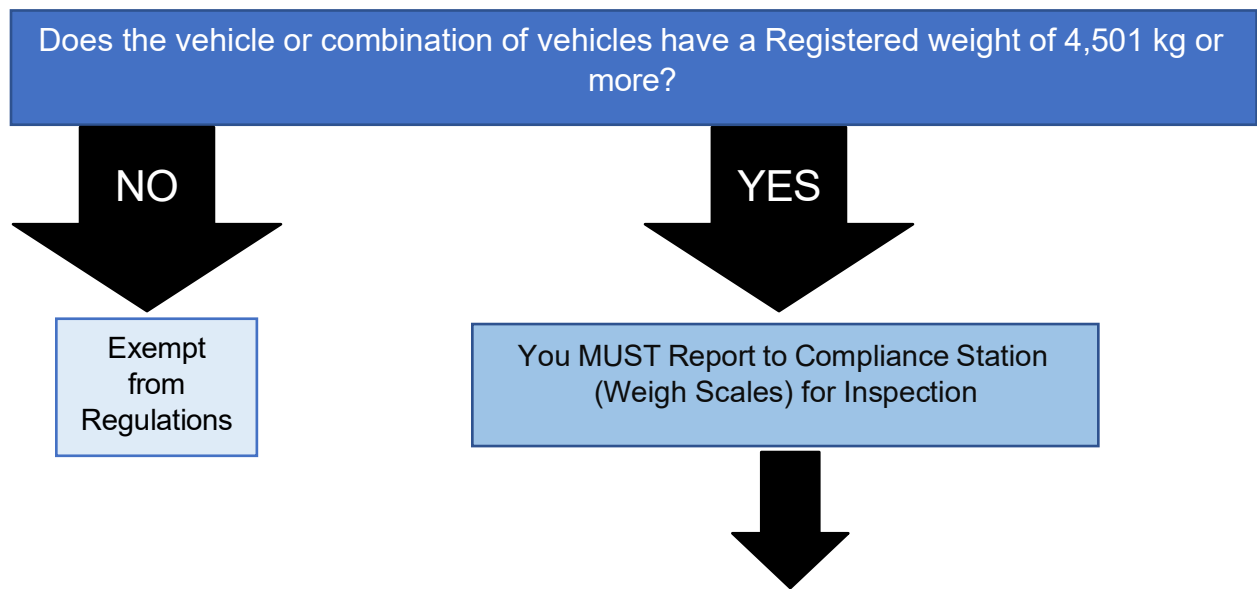 Does the vehicle or combination of vehicles have a Registered weight of 4,501 kg or
more?
NO
YES
Exempt
from
Regulations
You MUST Report to Compliance Station
(Weigh Scales) for Inspection